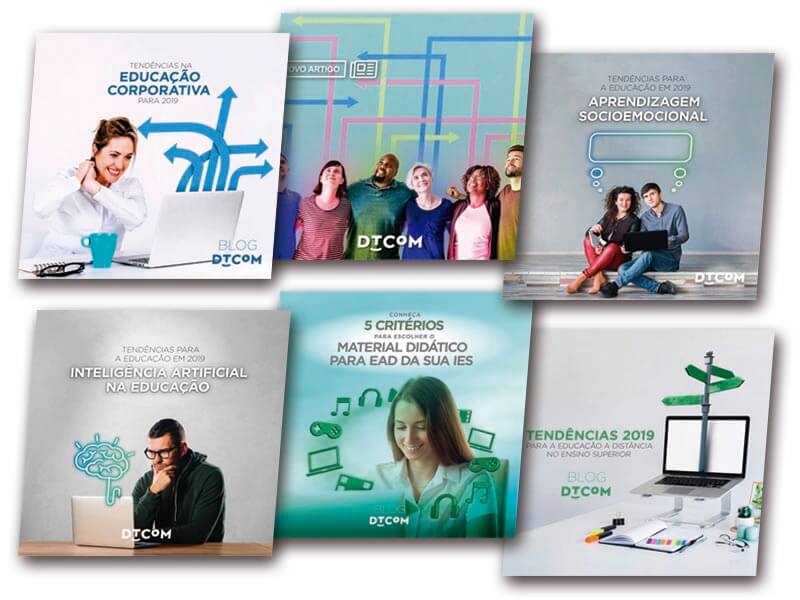 TENDÊNCIAS NA
EDUCAÇÃO
CORPORATIVA
PARA 2019
BLOG
DTCOM
NOVO ARTIGO
DTCOM
TENDÊNCIAS PARA
A EDUCAÇÃO EM 2019
APRENDIZAGEM
SOCIOEMOCIONAL
DTCOM
TENDÊNCIAS PARA
A EDUCAÇÃO EM 2019
INTELIGÊNCIA ARTIFICIAL
NA EDUCAÇÃO
DTCOM
CONHEÇA
5 CRITÉRIOS
PARA ESCOLHER O
MATERIAL DIDÁTICO
PARA EAD DA SUA IES
BLOG
DTCOM
TENDÊNCIAS 2019
PARA A EDUCAÇÃO A DISTÂNCIA
NO ENSINO SUPERIOR
BLOG
DTCOM